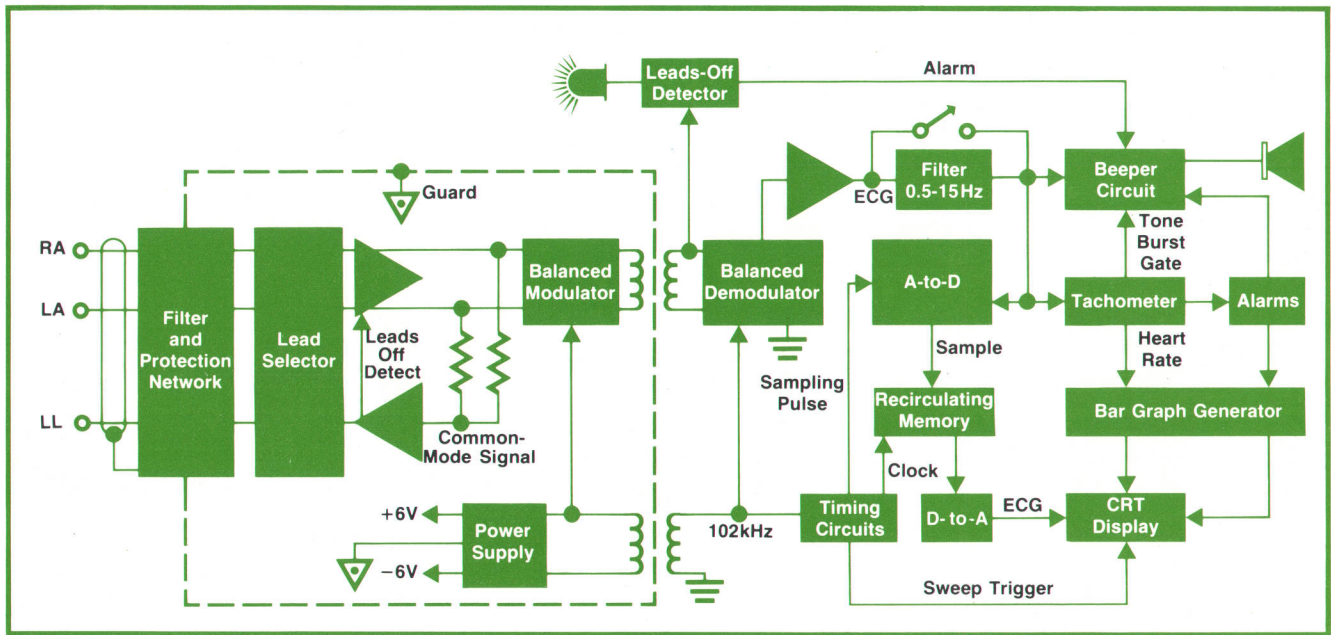 Leads-Off
Detector
Alarm
Guard
ECG
Filter
0.5-15Hz
Beeper
Circuit
Tone
Burst
Gate
RA
LA
LL
Filter
and
Protection
Network
Lead
Selector
Leads
Off
Detect
Common-
Mode Signal
Balanced
Modulator
Balanced
Demodulator
A-to-D
Tachometer
Alarms
Sample
Heart
Rate
Sampling
Pulse
Recirculating
Memory
Bar Graph Generator
Clock
+6V
−6V
Power
Supply
102kHz
Timing
Circuits
D-to-A
ECG
CRT
Display
Sweep Trigger